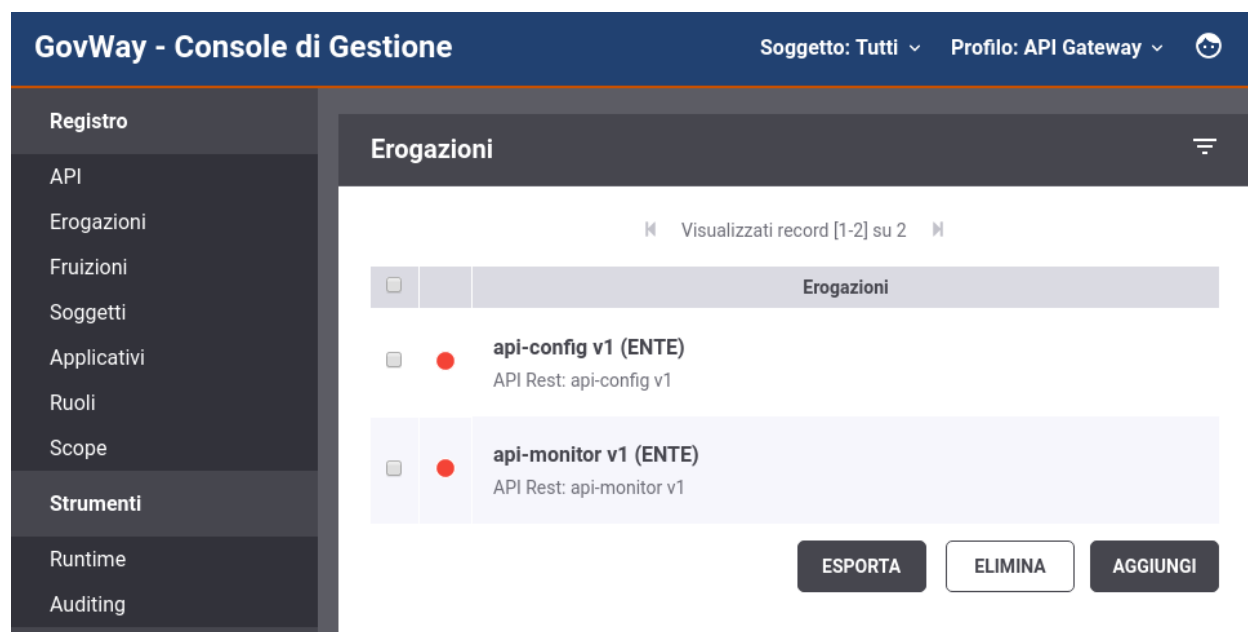 GovWay - Console di Gestione
Soggetto: Tutti
Profilo: API Gateway
Registro
API
Erogazioni
Fruizioni
Soggetti
Applicativi
Ruoli
Scope
Strumenti
Runtime
Auditing
Erogazioni
Visualizzati record [1-2] su 2
Erogazioni
api-config v1 (ENTE)
API Rest: api-config v1
api-monitor v1 (ENTE)
API Rest: api-monitor v1
ESPORTA
ELIMINA
AGGIUNGI